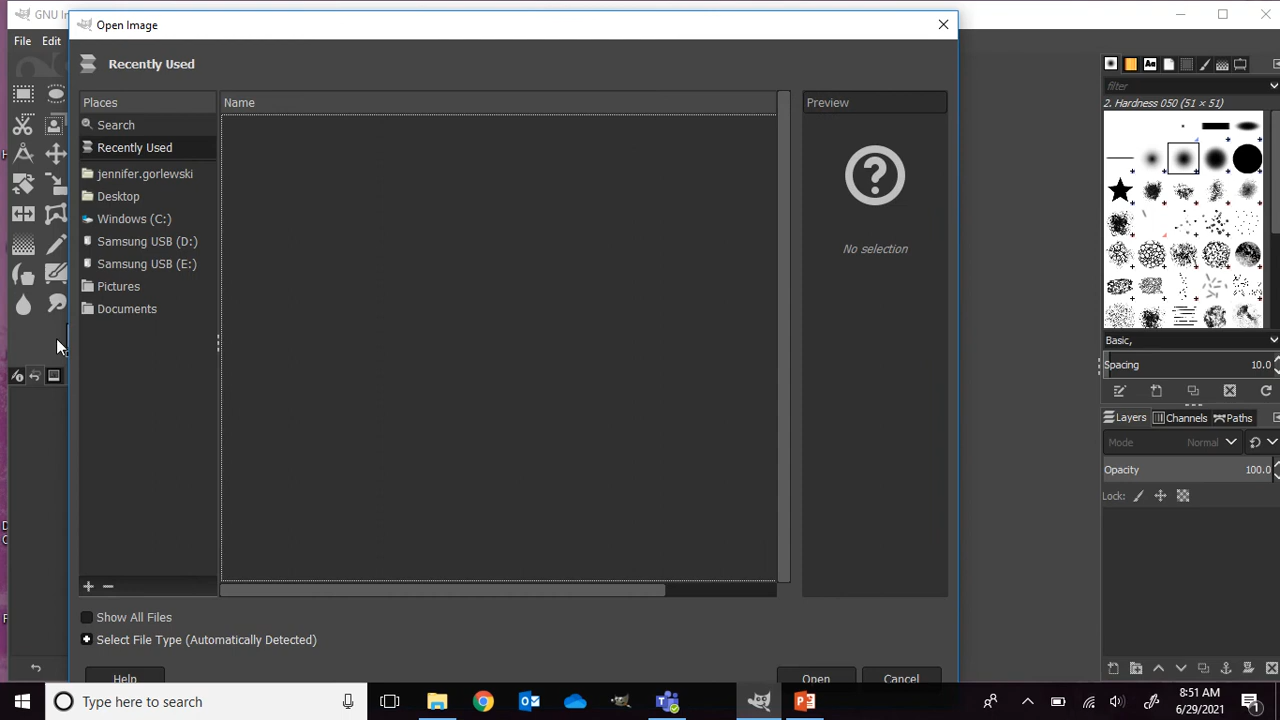 GNU Im
Open Image
File Edit
Recently Used
Places
Name
Preview
Search
Recently Used
jennifer.gorlewski
Desktop
Windows (C:)
Samsung USB (D:)
Samsung USB (E:)
Pictures
Documents
No selection
filter
2. Hardness 050 (51 × 51)
Basic,
Spacing 10.0
Layers Channels Paths
Mode Normal
Opacity 100.0
Lock:
Show All Files
Select File Type (Automatically Detected)
Help
Open
Cancel
Type here to search
8:51 AM
6/29/2021